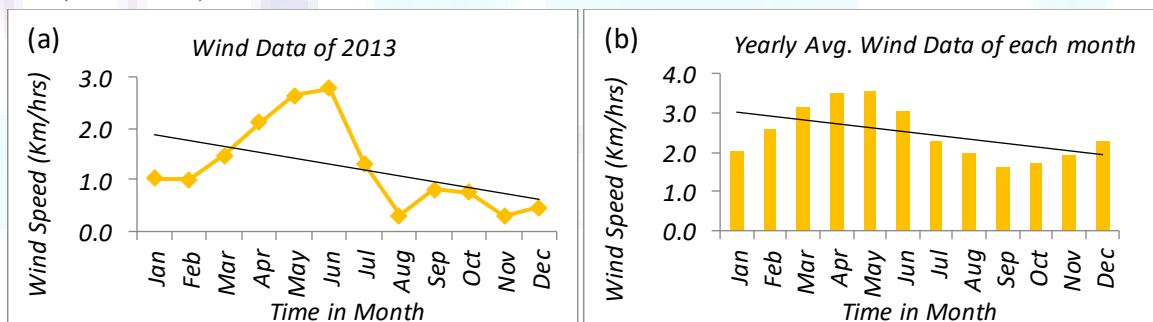 (a)
Wind Data of 2013
Wind Speed (Km/hrs)
3.0
2.0
1.0
0.0
Jan
Feb
Mar
Apr
May
Jun
Jul
Aug
Sep
Oct
Nov
Dec
Time in Month
(b)
Yearly Avg. Wind Data of each month
Wind Speed (Km/hrs)
4.0
3.0
2.0
1.0
0.0
Jan
Feb
Mar
Apr
May
Jun
Jul
Aug
Sep
Oct
Nov
Dec
Time in Month